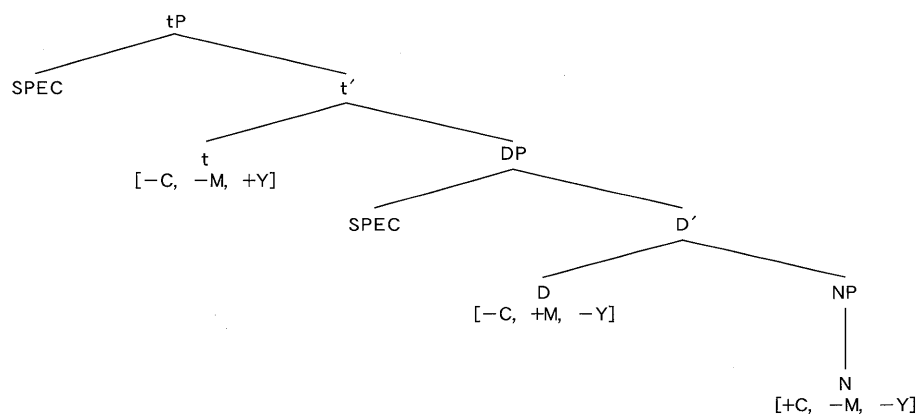 tP
SPEC t′
t DP
[−C, −M, +Y]
SPEC D′
D NP
[−C, +M, −Y]
N
[+C, −M, −Y]